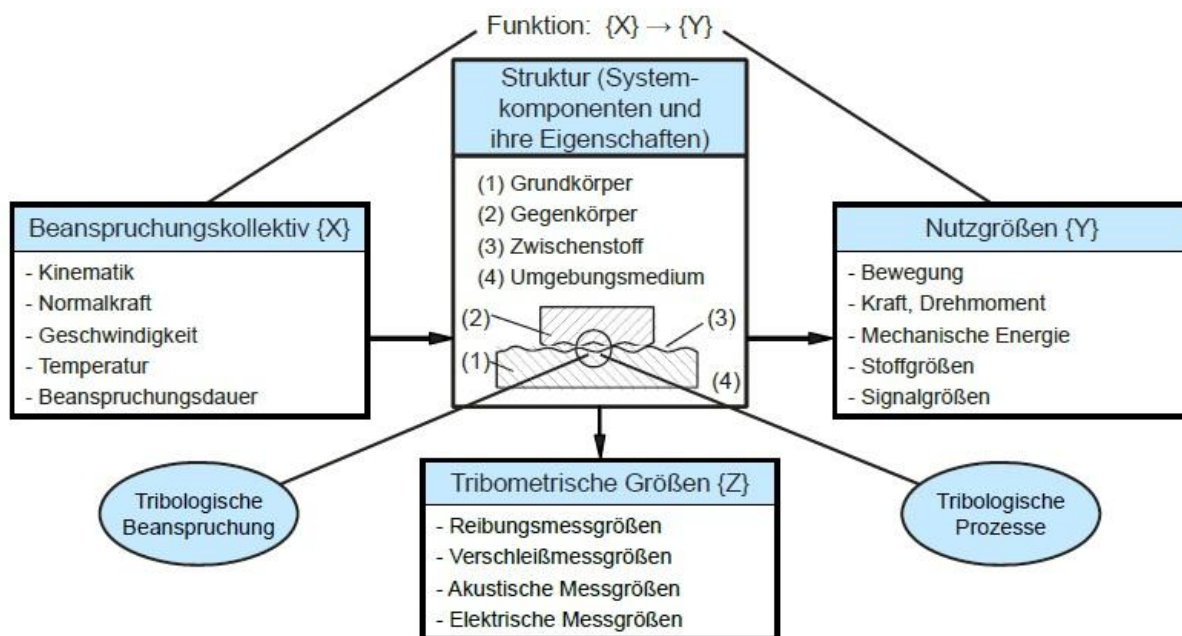 Funktion: {X} → {Y}
Struktur (System-
komponenten und
ihre Eigenschaften)
(1) Grundkörper
(2) Gegenkörper
(3) Zwischenstoff
(4) Umgebungsmedium
(2)
(3)
(1)
(4)
Beanspruchungskollektiv {X}
- Kinematik
- Normalkraft
- Geschwindigkeit
- Temperatur
- Beanspruchungsdauer
Nutzgrößen {Y}
- Bewegung
- Kraft, Drehmoment
- Mechanische Energie
- Stoffgrößen
- Signalgrößen
Tribologische
Beanspruchung
Tribometrische Größen {Z}
- Reibungsmessgrößen
- Verschleißmessgrößen
- Akustische Messgrößen
- Elektrische Messgrößen
Tribologische
Prozesse